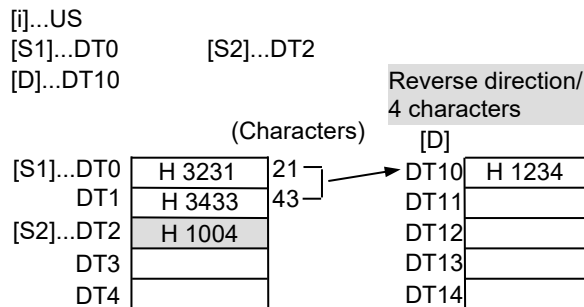 [i]...US
[S1]...DT0 [S2]...DT2
[D]...DT10
Reverse direction/
4 characters
(Characters) [D]
[S1]...DT0 H 3231 21 DT10 H 1234
DT1 H 3433 43 DT11
[S2]...DT2 H 1004 DT12
DT3 DT13
DT4 DT14